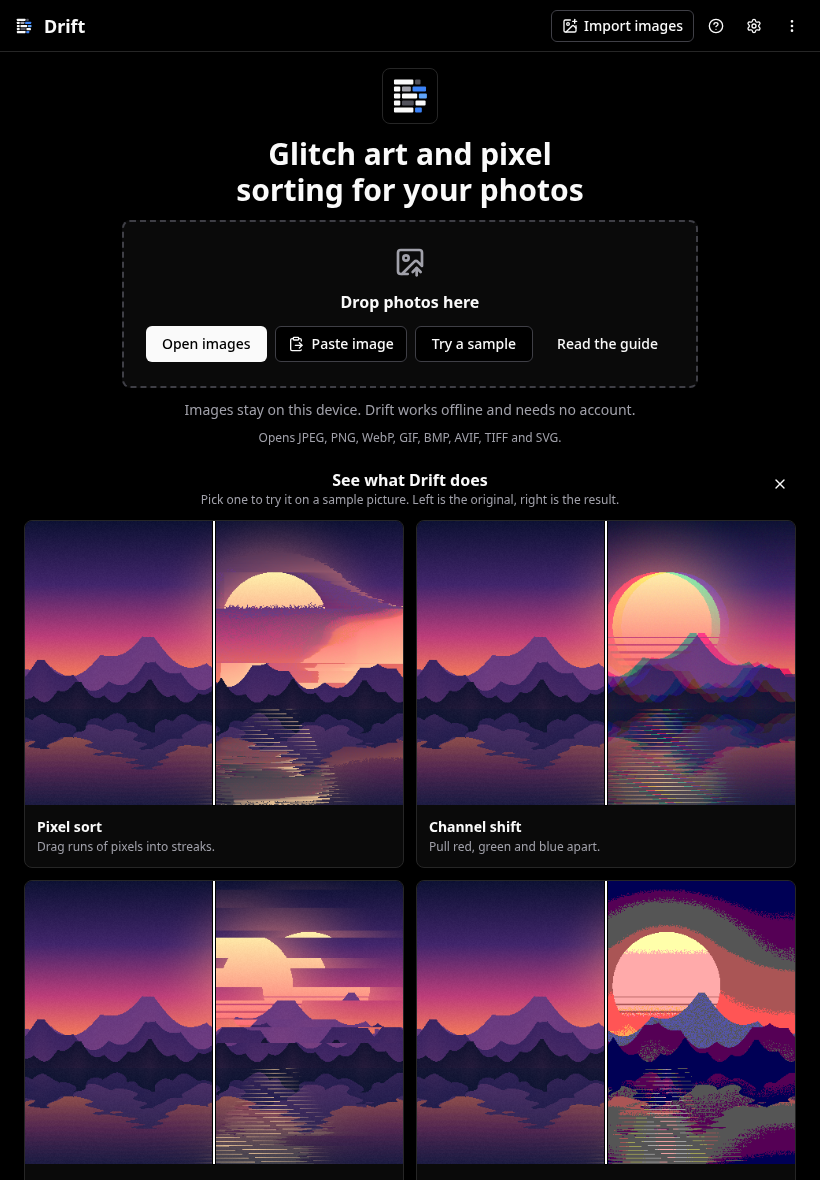 Drift
Import images
Glitch art and pixel
sorting for your photos
Drop photos here
Open images
Paste image
Try a sample
Read the guide
Images stay on this device. Drift works offline and needs no account.
Opens JPEG, PNG, WebP, GIF, BMP, AVIF, TIFF and SVG.
See what Drift does
Pick one to try it on a sample picture. Left is the original, right is the result.
Pixel sort
Drag runs of pixels into streaks.
Channel shift
Pull red, green and blue apart.